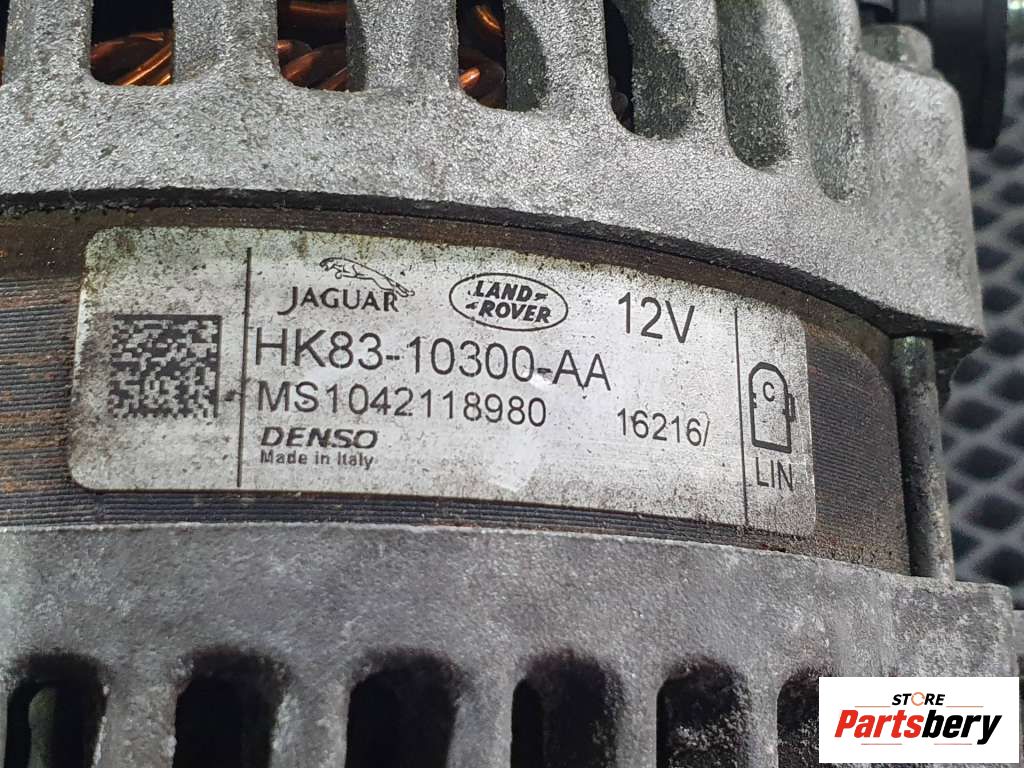 JAGUAR
LAND-
-ROVER
12V
HK83-10300-AA
MS1042118980
16216/
DENSO
Made in Italy
C
LIN
STORE
Partsbery